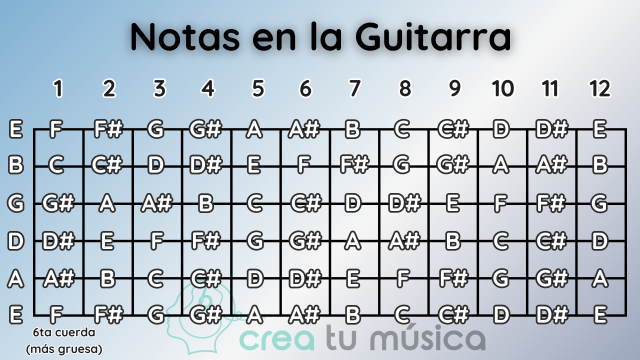 Notas en la Guitarra
1 2 3 4 5 6 7 8 9 10 11 12
E F F# G G# A A# B C C# D D# E
B C C# D D# E F F# G G# A A# B
G G# A A# B C C# D D# E F F# G
D D# E F F# G G# A A# B C C# D
A A# B C C# D D# E F F# G G# A
E F F# G G# A A# B C C# D D# E
6ta cuerda
(más gruesa)
crea tu música